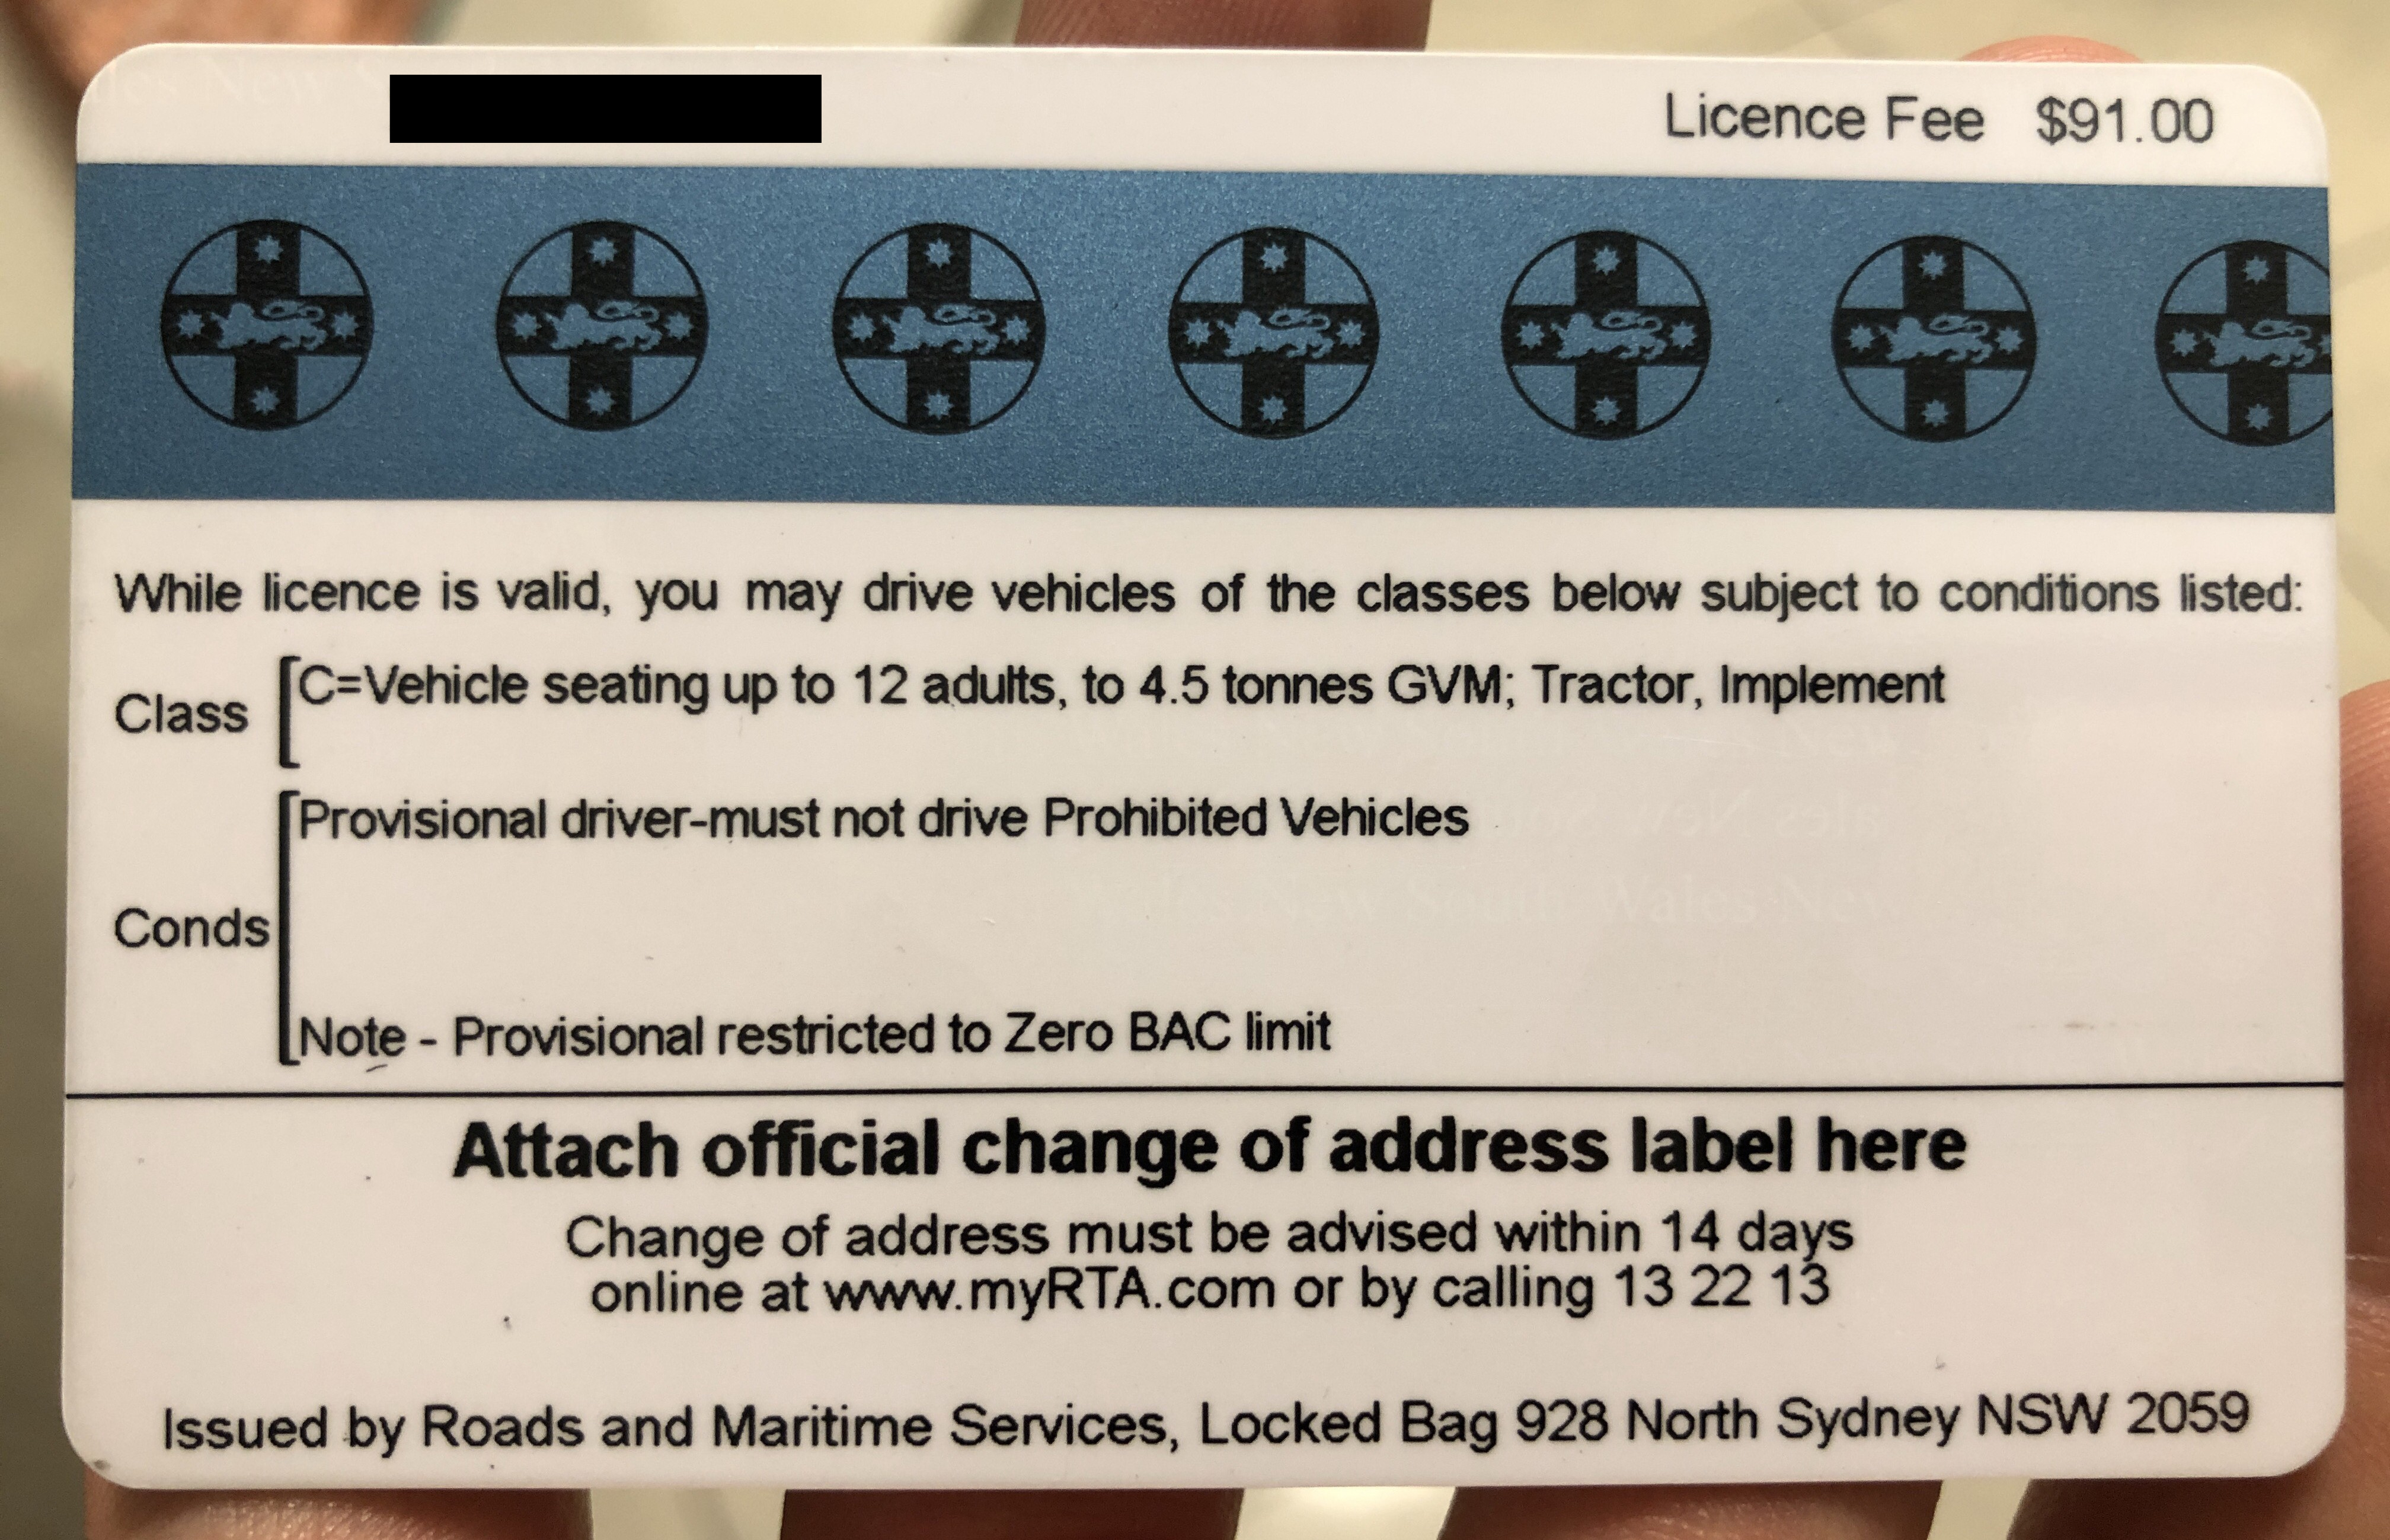 Licence Fee $91.00
While licence is valid, you may drive vehicles of the classes below subject to conditions listed:
Class
C=Vehicle seating up to 12 adults, to 4.5 tonnes GVM; Tractor, Implement
Provisional driver-must not drive Prohibited Vehicles
Conds
Note - Provisional restricted to Zero BAC limit
Attach official change of address label here
Change of address must be advised within 14 days
online at www.myRTA.com or by calling 13 22 13
Issued by Roads and Maritime Services, Locked Bag 928 North Sydney NSW 2059